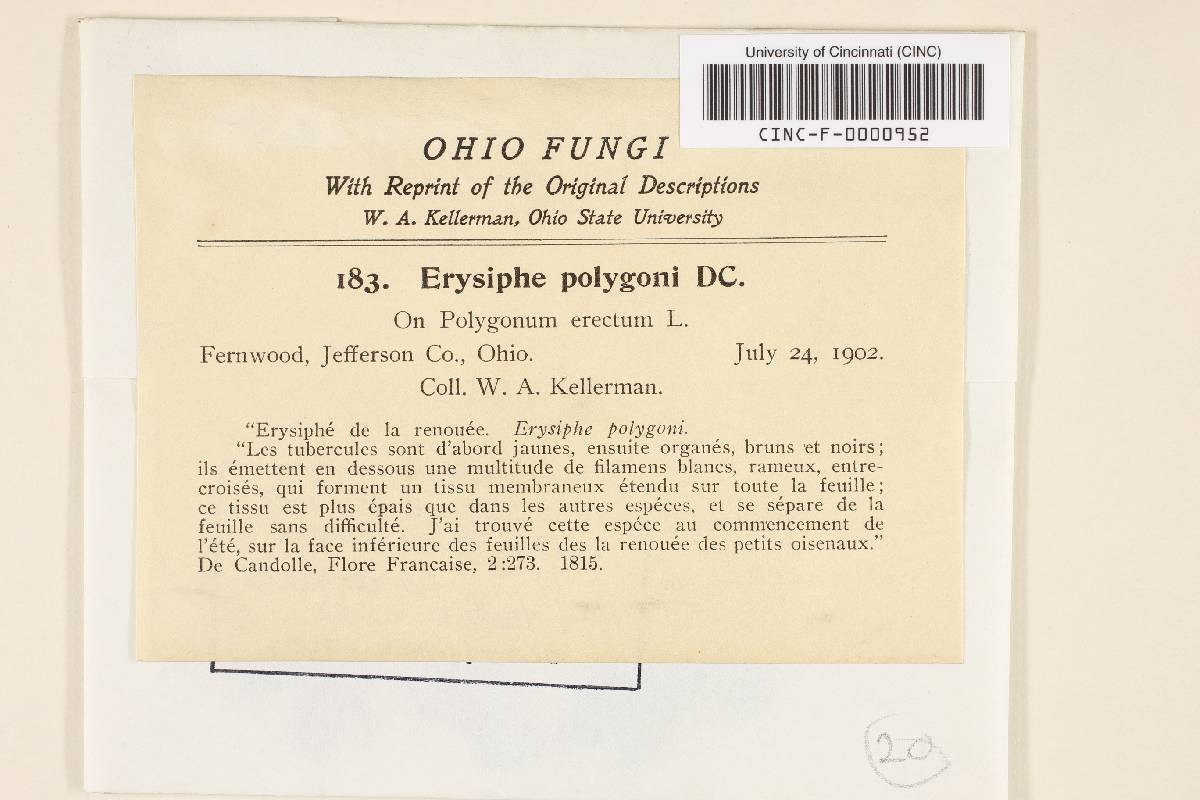 University of Cincinnati (CINC)
CINC-F-0000952
OHIO FUNGI
With Reprint of the Original Descriptions
W. A. Kellerman, Ohio State University
183. Erysiphe polygoni DC.
On Polygonum erectum L.
Fernwood, Jefferson Co., Ohio. July 24, 1902.
Coll. W. A. Kellerman.
“Erysiphé de la renouée. Erysiphe polygoni.
“Les tubercules sont d’abord jaunes, ensuite organés, bruns et noirs;
ils émettent en dessous une multitude de filamens blancs, rameux, entre-
croisés, qui forment un tissu membraneux étendu sur toute la feuille;
ce tissu est plus épais que dans les autres espéces, et se sépare de la
feuille sans difficulté. J’ai trouvé cette espéce au commencement de
l’été, sur la face inférieure des feuilles des la renouée des petits oisenaux.”
De Candolle, Flore Francaise, 2:273. 1815.
20